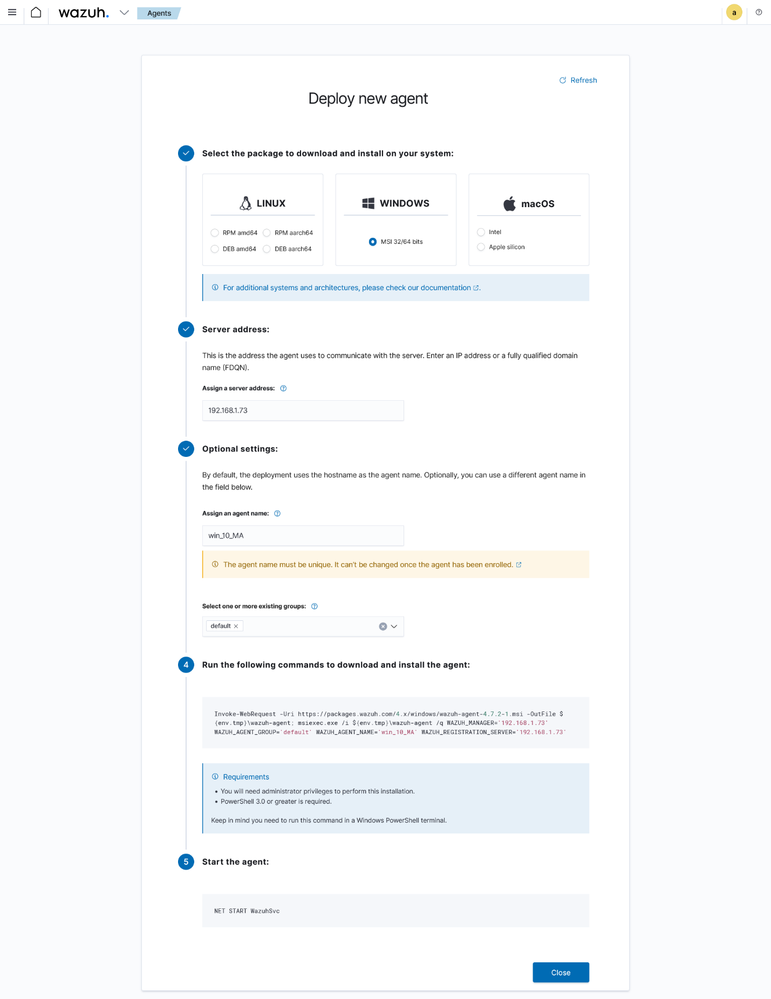 wazuh.
Agents
a
Refresh
Deploy new agent
Select the package to download and install on your system:
LINUX
RPM amd64 RPM aarch64
DEB amd64 DEB aarch64
WINDOWS
MSI 32/64 bits
macOS
Intel
Apple silicon
For additional systems and architectures, please check our documentation.
Server address:
This is the address the agent uses to communicate with the server. Enter an IP address or a fully qualified domain
name (FDQN).
Assign a server address:
192.168.1.73
Optional settings:
By default, the deployment uses the hostname as the agent name. Optionally, you can use a different agent name in
the field below.
Assign an agent name:
win_10_MA
The agent name must be unique. It can't be changed once the agent has been enrolled.
Select one or more existing groups:
default
4 Run the following commands to download and install the agent:
Invoke-WebRequest -Uri https://packages.wazuh.com/4.x/windows/wazuh-agent-4.7.2-1.msi -OutFile $
{env.tmp}\wazuh-agent; msiexec.exe /i ${env.tmp}\wazuh-agent /q WAZUH_MANAGER='192.168.1.73'
WAZUH_AGENT_GROUP='default' WAZUH_AGENT_NAME='win_10_MA' WAZUH_REGISTRATION_SERVER='192.168.1.73'
Requirements
• You will need administrator privileges to perform this installation.
• PowerShell 3.0 or greater is required.
Keep in mind you need to run this command in a Windows PowerShell terminal.
5 Start the agent:
NET START WazuhSvc
Close